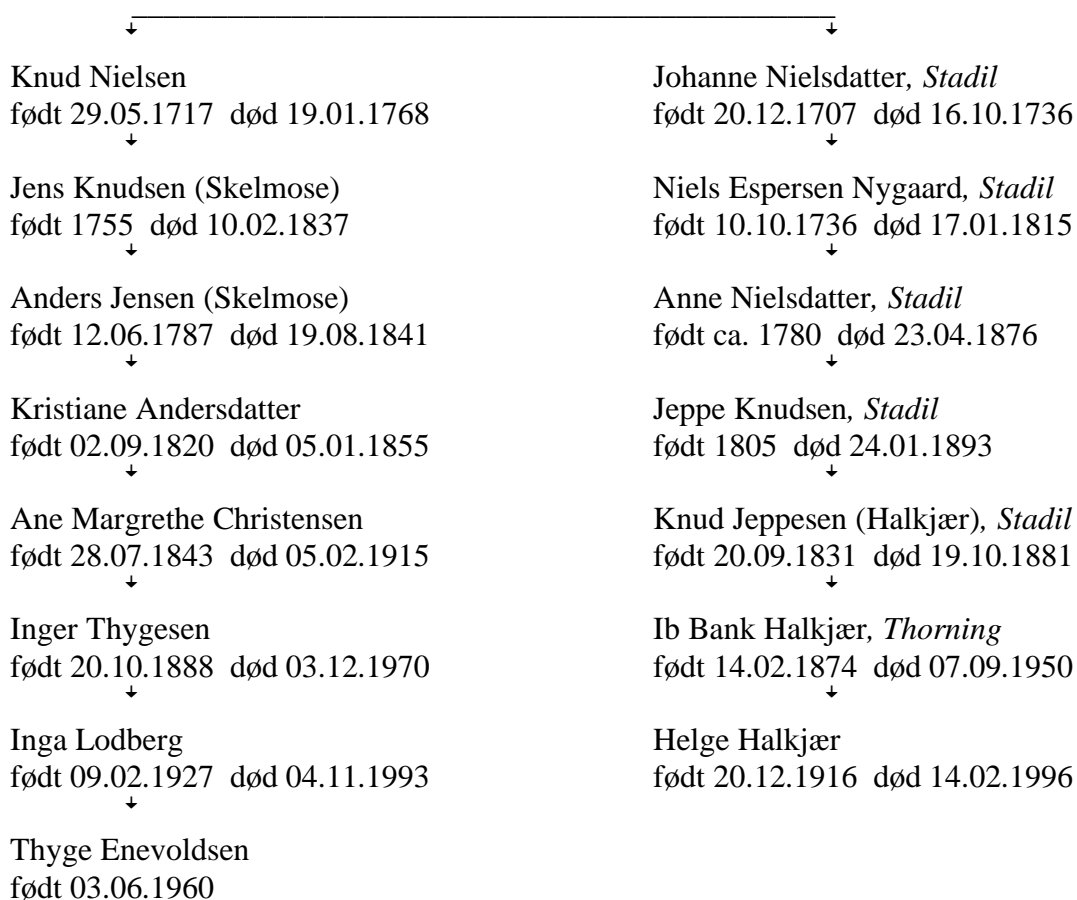 Knud Nielsen
født 29.05.1717  død 19.01.1768
Jens Knudsen (Skelmose)
født 1755  død 10.02.1837
Anders Jensen (Skelmose)
født 12.06.1787  død 19.08.1841
Kristiane Andersdatter
født 02.09.1820  død 05.01.1855
Ane Margrethe Christensen
født 28.07.1843  død 05.02.1915
Inger Thygesen
født 20.10.1888  død 03.12.1970
Inga Lodberg
født 09.02.1927  død 04.11.1993
Thyge Enevoldsen
født 03.06.1960
Johanne Nielsdatter, Stadil
født 20.12.1707  død 16.10.1736
Niels Espersen Nygaard, Stadil
født 10.10.1736  død 17.01.1815
Anne Nielsdatter, Stadil
født ca. 1780  død 23.04.1876
Jeppe Knudsen, Stadil
født 1805  død 24.01.1893
Knud Jeppesen (Halkjær), Stadil
født 20.09.1831  død 19.10.1881
Ib Bank Halkjær, Thorning
født 14.02.1874  død 07.09.1950
Helge Halkjær
født 20.12.1916  død 14.02.1996